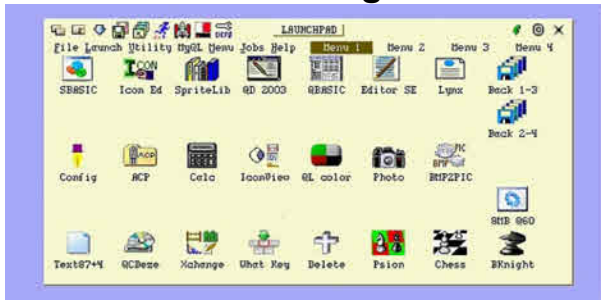 LAUNCHPAD
File Launch Utility MyQL Menu Jobs Help Menu 1 Menu 2 Menu 3 Menu 4
SBASIC Icon Ed SpriteLib QD 2003 QBASIC Editor SE Lynx Back 1-3
Back 2-4
Config ACP Calc IconView QL color Photo BMP2PIC
SMB Q60
Text87+4 QCDeze Xchange What Key Delete Psion Chess BKnight